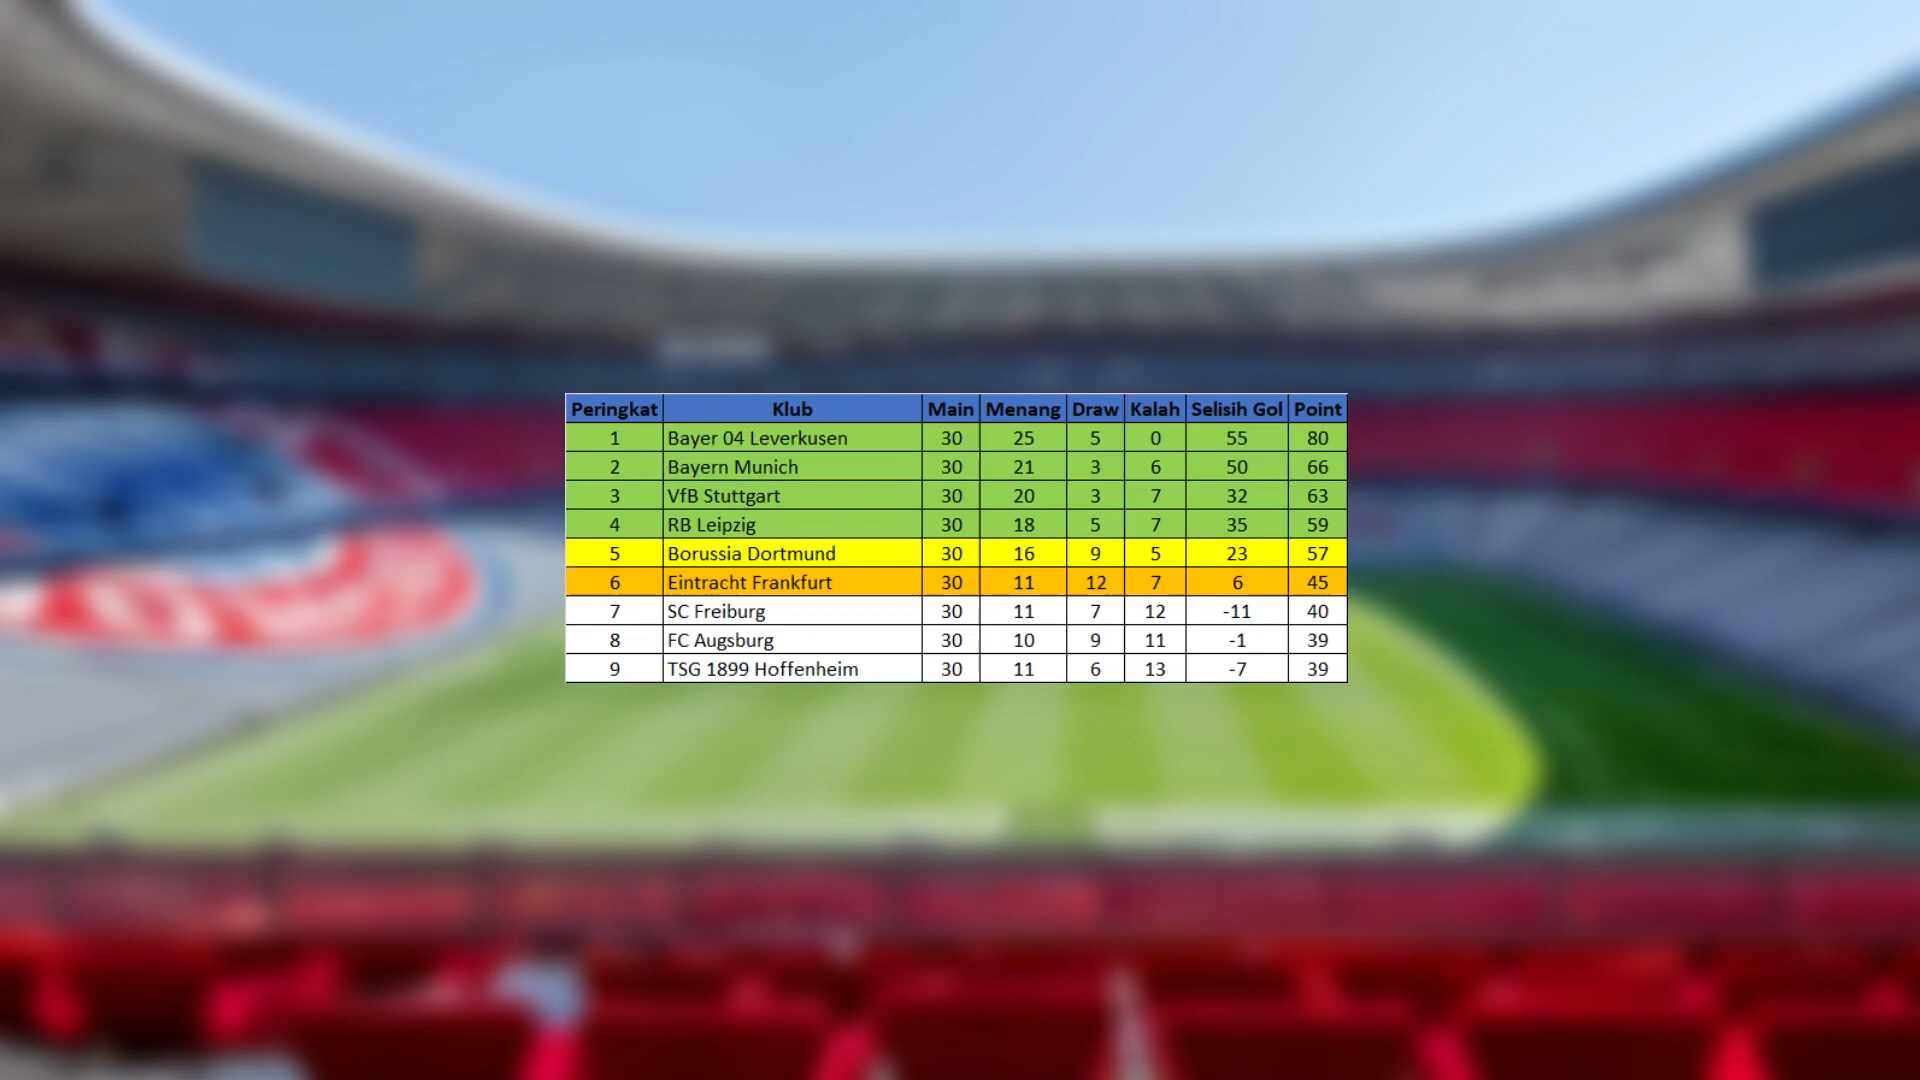 Peringkat Klub Main Menang Draw Kalah Selisih Gol Point
1 Bayer 04 Leverkusen 30 25 5 0 55 80
2 Bayern Munich 30 21 3 6 50 66
3 VfB Stuttgart 30 20 3 7 32 63
4 RB Leipzig 30 18 5 7 35 59
5 Borussia Dortmund 30 16 9 5 23 57
6 Eintracht Frankfurt 30 11 12 7 6 45
7 SC Freiburg 30 11 7 12 -11 40
8 FC Augsburg 30 10 9 11 -1 39
9 TSG 1899 Hoffenheim 30 11 6 13 -7 39